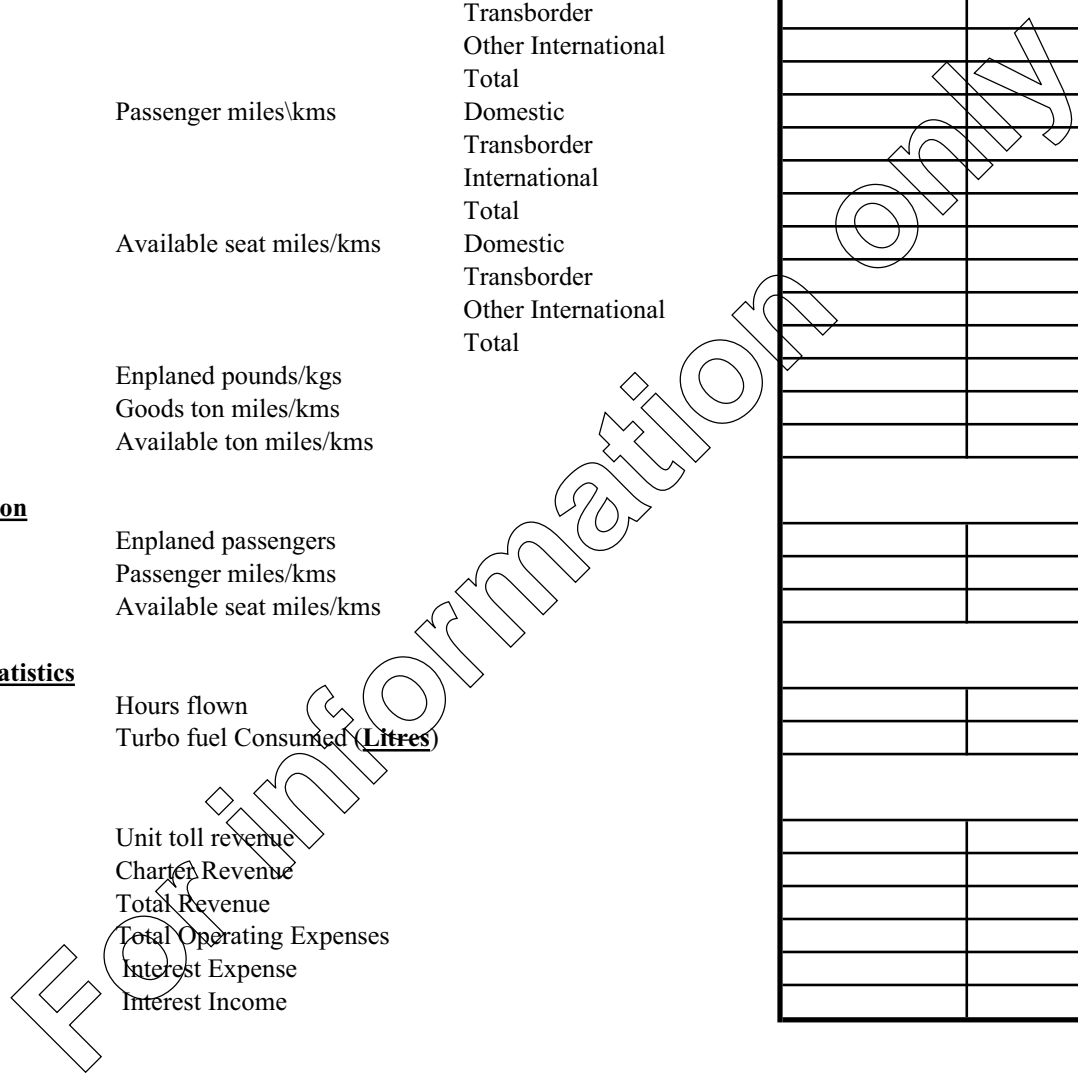 Transborder
Other International
Total
Passenger miles\kms Domestic
Transborder
International
Total
Available seat miles/kms Domestic
Transborder
Other International
Total
Enplaned pounds/kgs
Goods ton miles/kms
Available ton miles/kms
on
Enplaned passengers
Passenger miles/kms
Available seat miles/kms
atistics
Hours flown
Turbo fuel Consumed (Litres)
Unit toll revenue
Charter Revenue
Total Revenue
Total Operating Expenses
Interest Expense
Interest Income
For information only